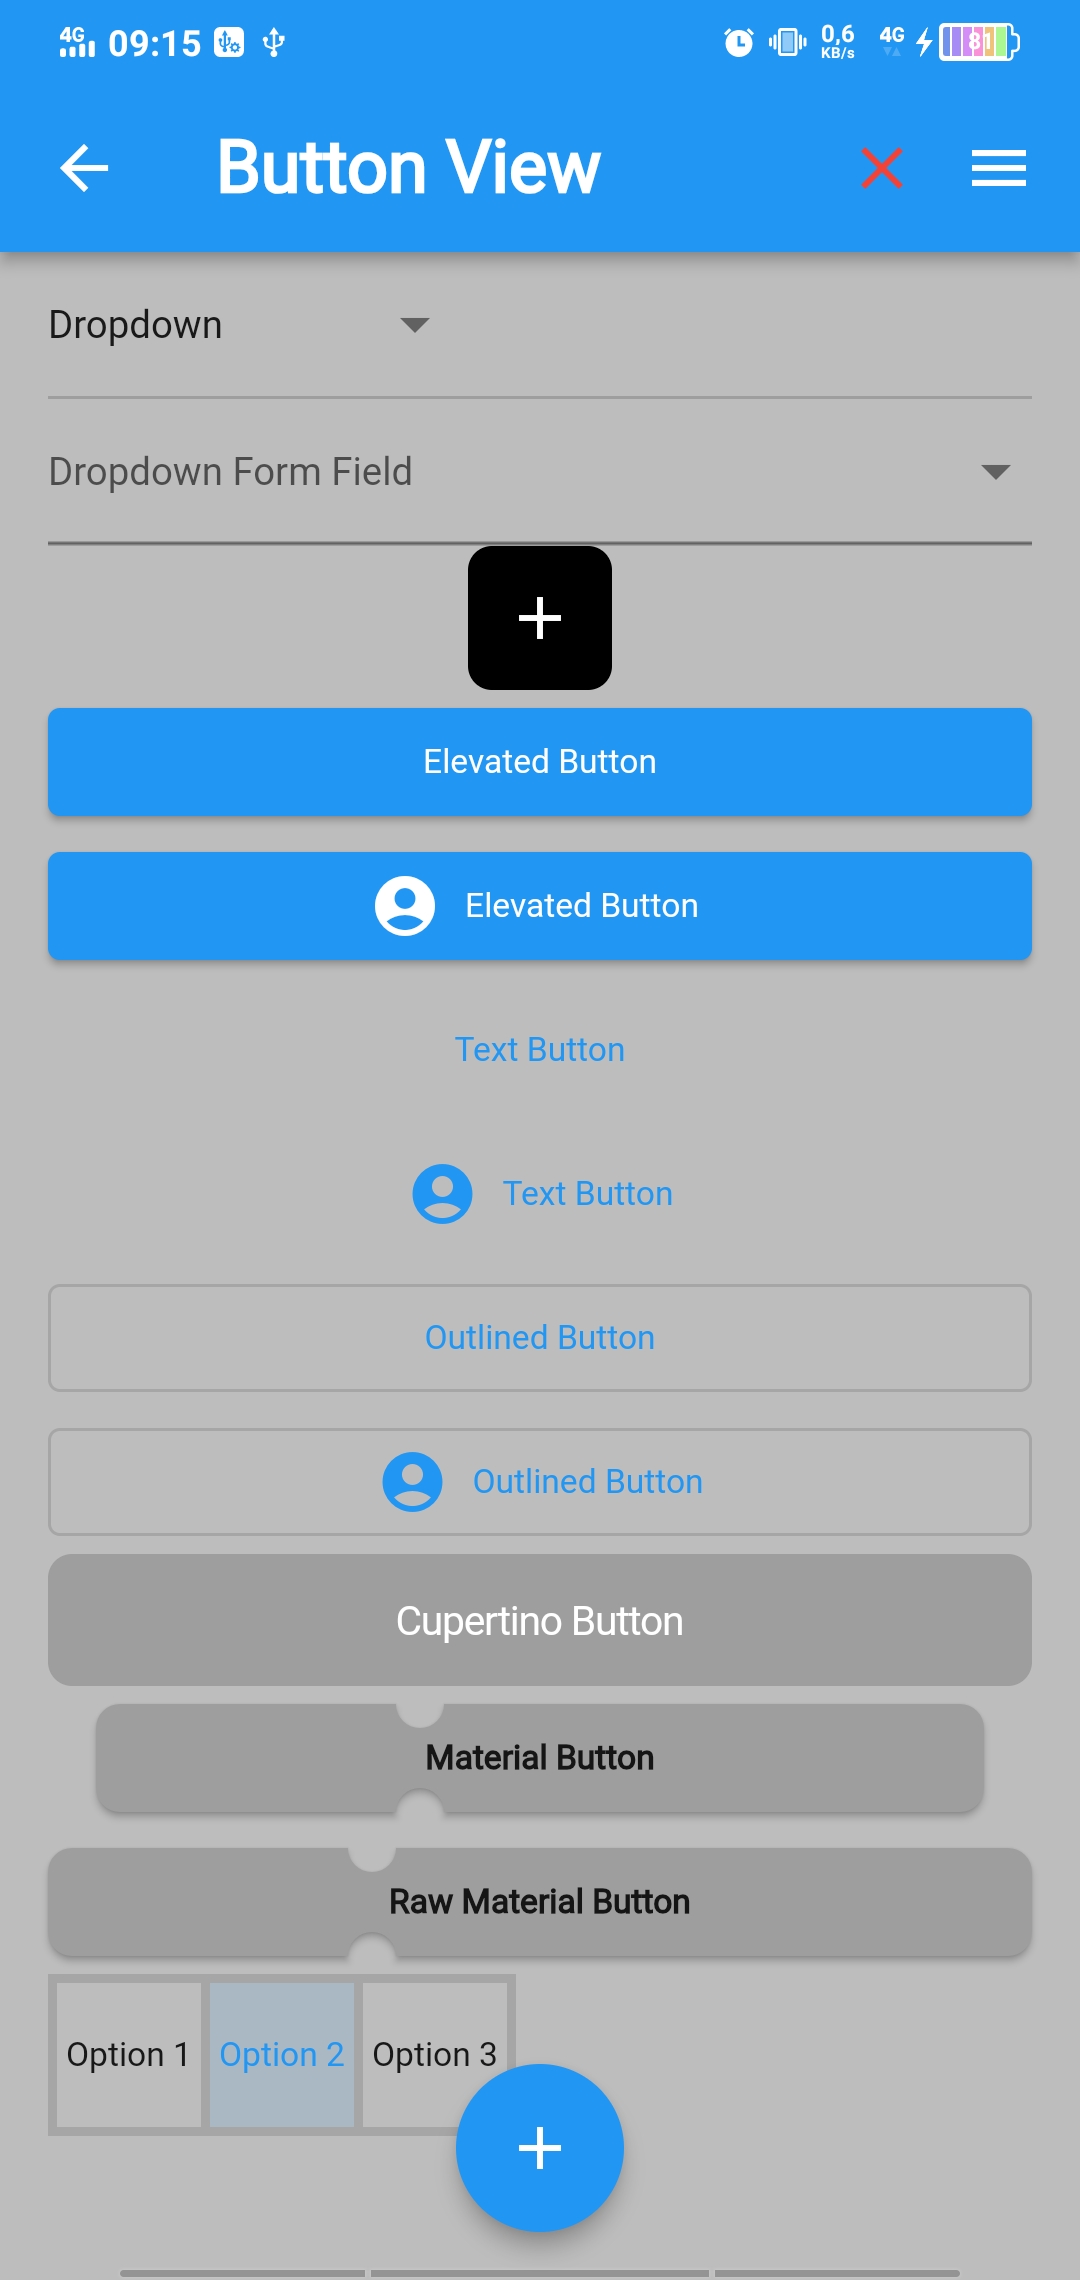 4G 09:15 0,6 KB/s 4G 81
Button View
Dropdown
Dropdown Form Field
Elevated Button
Elevated Button
Text Button
Text Button
Outlined Button
Outlined Button
Cupertino Button
Material Button
Raw Material Button
Option 1 Option 2 Option 3